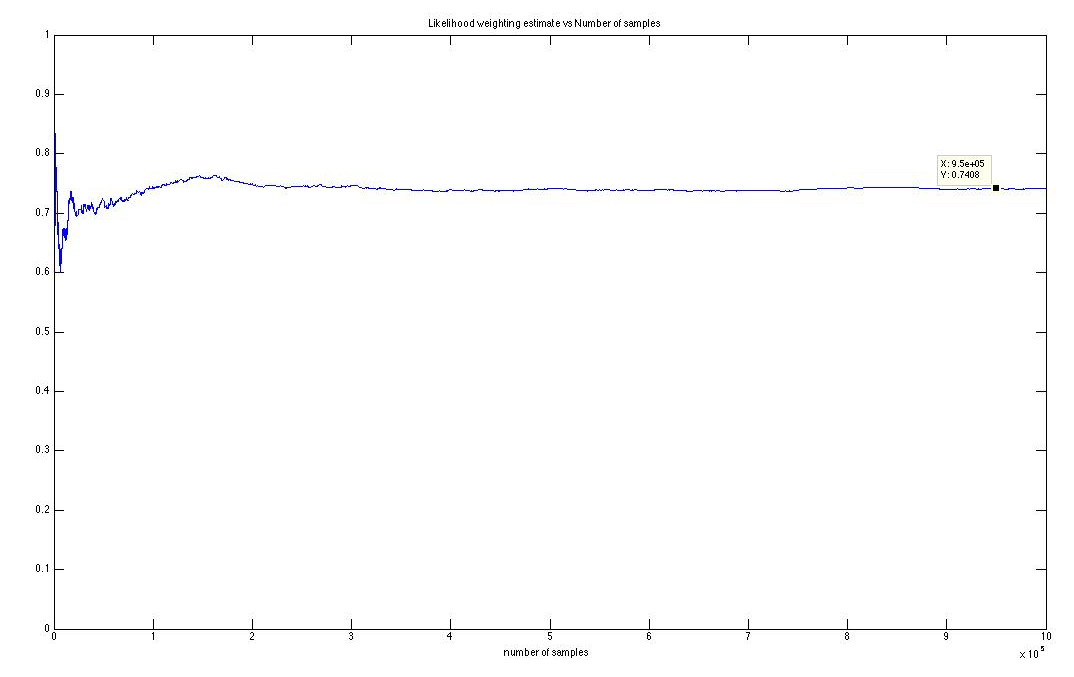 Likelihood weighting estimate vs Number of samples
1
0.9
0.8
0.7
0.6
0.5
0.4
0.3
0.2
0.1
0
X: 9.5e+05
Y: 0.7408
0 1 2 3 4 5 6 7 8 9 10
x 10^5
number of samples